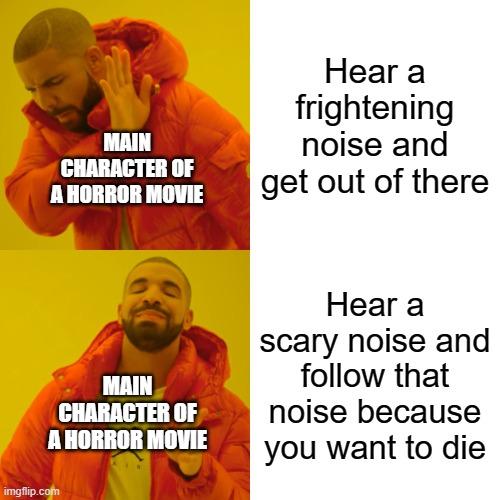 MAIN
CHARACTER OF
A HORROR MOVIE
Hear a
frightening
noise and
get out of there
MAIN
CHARACTER OF
A HORROR MOVIE
Hear a
scary noise and
follow that
noise because
you want to die
imgflip.com